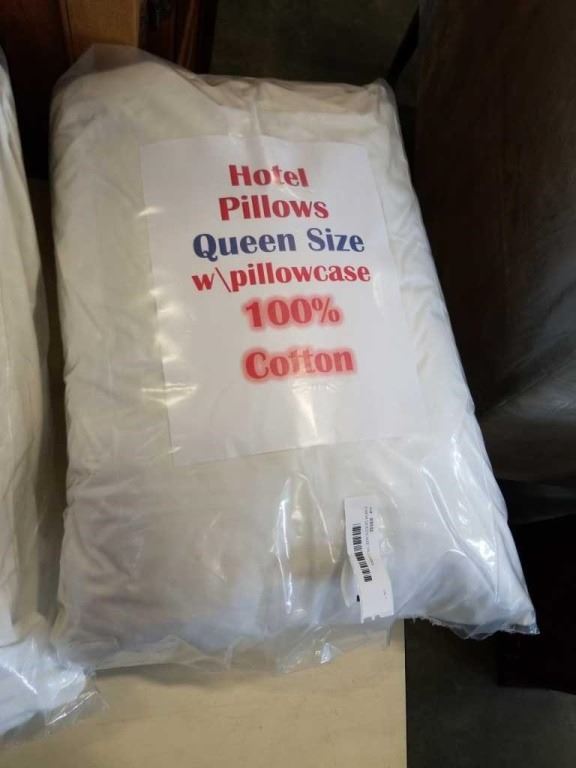 Hotel
Pillows
Queen Size
w\pillowcase
100%
Cotton